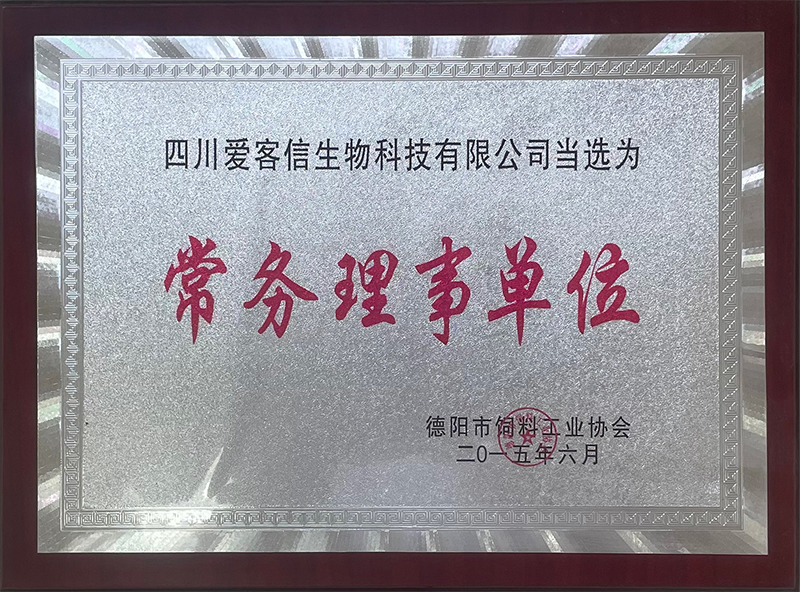 四川爱客信生物科技有限公司当选为
常务理事单位
德阳市饲料工业协会
二0一五年六月